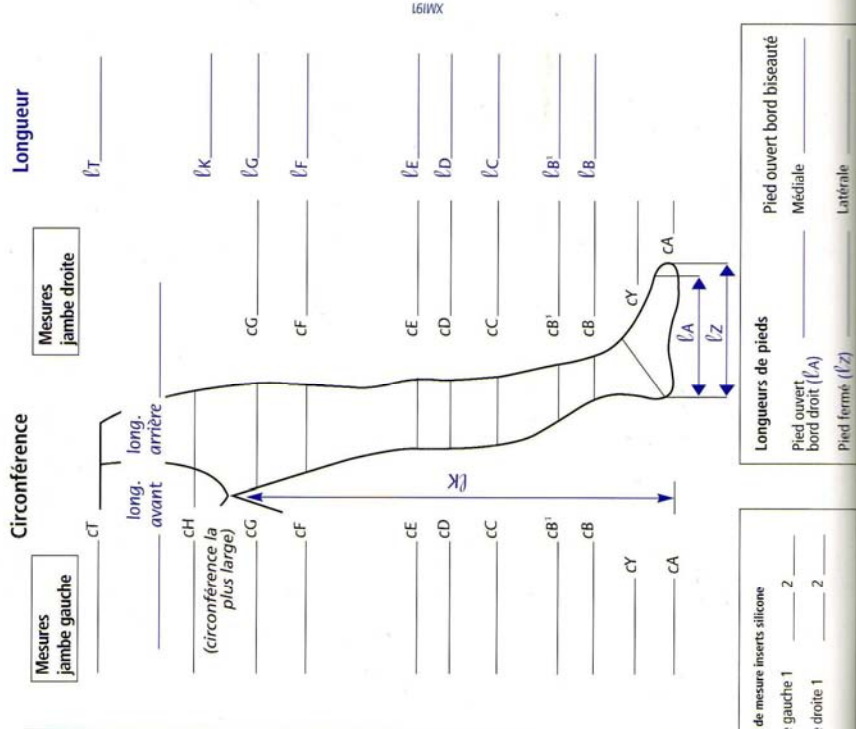 XMI91
Circonférence
Longueur
Mesures
jambe gauche
Mesures
jambe droite
cT
ℓT
long.
avant
long.
arrière
cH
(circonférence la
plus large)
ℓK
cG
cG
ℓG
cF
cF
ℓF
ℓK
cE
cE
ℓE
cD
cD
ℓD
cC
cC
ℓC
cB¹
cB¹
ℓB¹
cB
cB
ℓB
cY
cY
cA
cA
ℓA
ℓZ
de mesure inserts silicone
gauche 1 2
droite 1 2
Longueurs de pieds
Pied ouvert
bord droit (ℓA)
Pied fermé (ℓZ)
Pied ouvert bord biseauté
Médiale
Latérale